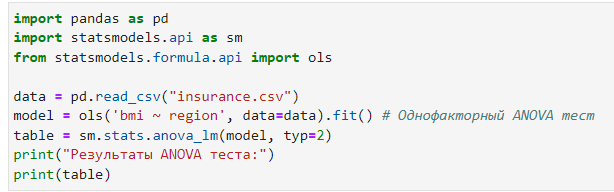 import pandas as pd
import statsmodels.api as sm
from statsmodels.formula.api import ols

data = pd.read_csv("insurance.csv")
model = ols('bmi ~ region', data=data).fit() # Однофакторный ANOVA тест
table = sm.stats.anova_lm(model, typ=2)
print("Результаты ANOVA теста:")
print(table)